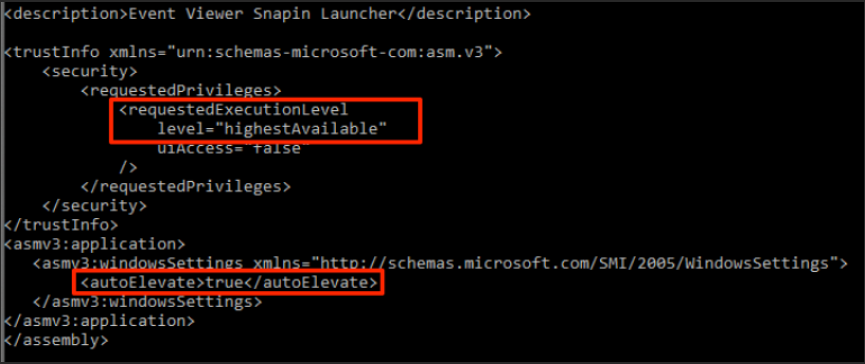 <description>Event Viewer Snapin Launcher</description>
<trustInfo xmlns="urn:schemas-microsoft-com:asm.v3">
<security>
<requestedPrivileges>
<requestedExecutionLevel
level="highestAvailable"
uiAccess="false"
/>
</requestedPrivileges>
</security>
</trustInfo>
<asmv3:application>
<asmv3:windowsSettings xmlns="http://schemas.microsoft.com/SMI/2005/WindowsSettings">
<autoElevate>true</autoElevate>
</asmv3:windowsSettings>
</asmv3:application>
</assembly>